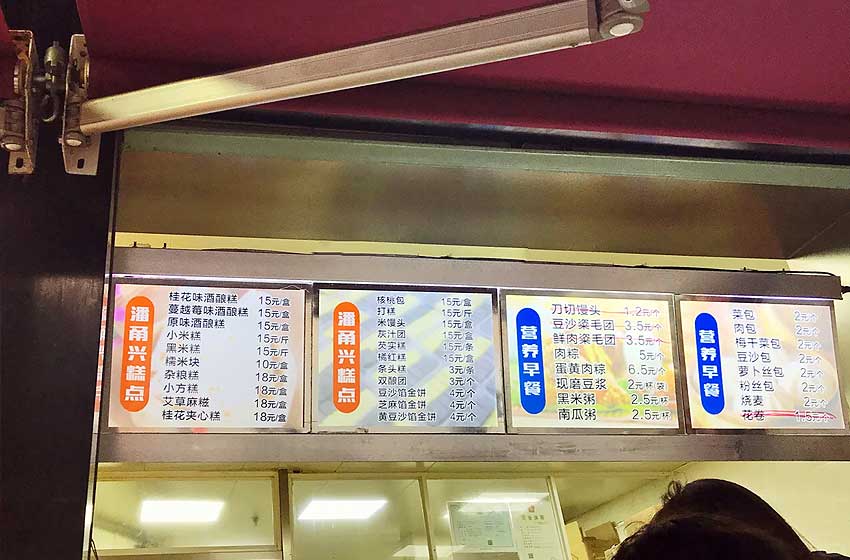 潘甬兴糕点
桂花味酒酿糕 15元/盒
蔓越莓味酒酿糕 15元/盒
原味酒酿糕 15元/盒
小米糕 15元/斤
黑米糕 15元/斤
糯米块 10元/盒
杂粮糕 18元/盒
小方糕 18元/盒
艾草麻糍 18元/盒
桂花夹心糕 18元/盒
潘甬兴糕点
核桃包 15元/盒
打糕 15元/斤
米馒头 15元/盒
灰汁团 15元/盒
芡实糕 15元/条
橘红糕 15元/盒
条头糕 3元/条
双酿团 3元/个
豆沙馅金饼 4元/个
芝麻馅金饼 4元/个
黄豆沙馅金饼 4元/个
营养早餐
刀切馒头 1.2元/个
豆沙粢毛团 3.5元/个
鲜肉粢毛团 3.5元/个
肉粽 5元/个
蛋黄肉粽 6.5元/个
现磨豆浆 2元/杯/袋
黑米粥 2.5元/杯
南瓜粥 2.5元/杯
营养早餐
菜包 2元/个
肉包 2元/个
梅干菜包 2元/个
豆沙包 2元/个
萝卜丝包 2元/个
粉丝包 2元/个
烧麦 2元/个
花卷 1.5元/个